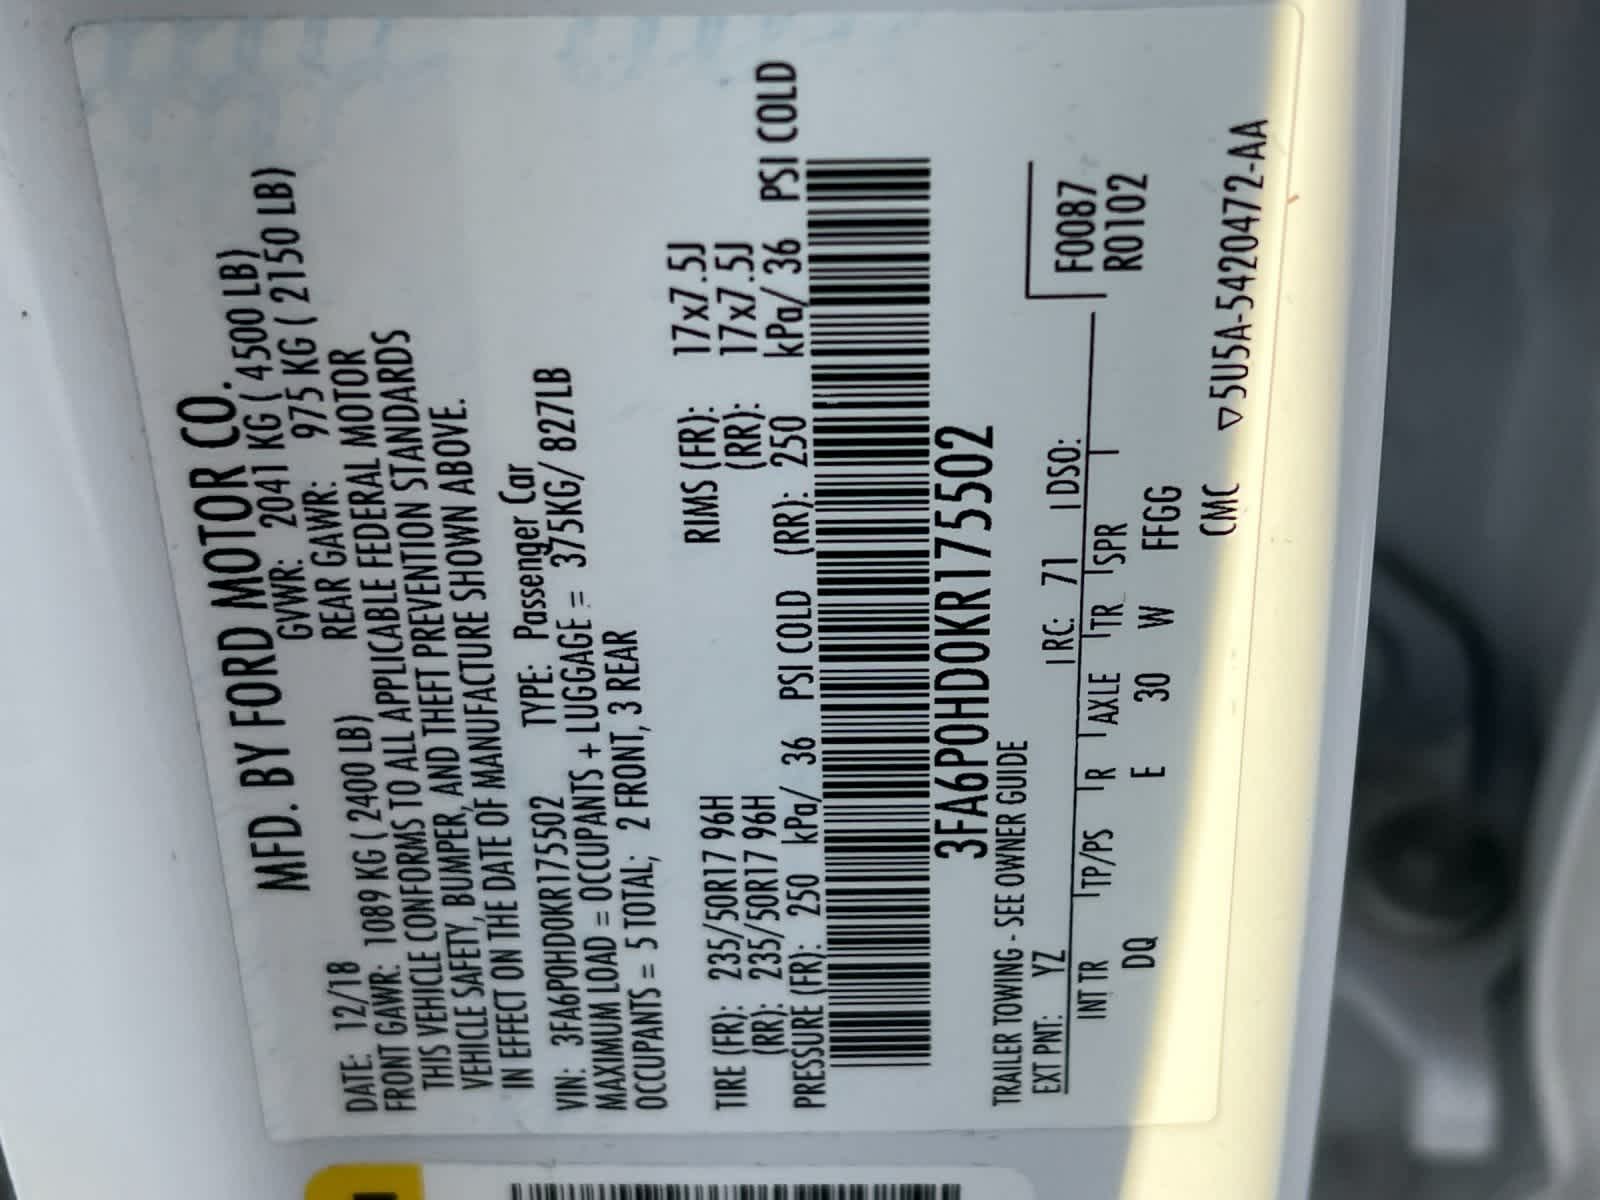 MFD. BY FORD MOTOR CO.
DATE: 12/18 GVWR: 2041 KG ( 4500 LB)
FRONT GAWR: 1089 KG ( 2400 LB) REAR GAWR: 975 KG ( 2150 LB)
THIS VEHICLE CONFORMS TO ALL APPLICABLE FEDERAL MOTOR
VEHICLE SAFETY, BUMPER, AND THEFT PREVENTION STANDARDS
IN EFFECT ON THE DATE OF MANUFACTURE SHOWN ABOVE.
VIN: 3FA6P0HD0KR175502 TYPE: Passenger Car
MAXIMUM LOAD = OCCUPANTS + LUGGAGE = 375KG/ 827LB
OCCUPANTS = 5 TOTAL; 2 FRONT, 3 REAR
TIRE (FR): 235/50R17 96H RIMS (FR): 17x7.5J
(RR): 235/50R17 96H (RR): 17x7.5J
PRESSURE (FR): 250 kPa/ 36 PSI COLD (RR): 250 kPa/ 36 PSI COLD
3FA6P0HD0KR175502
TRAILER TOWING - SEE OWNER GUIDE
EXT PNT: YZ RC: 71 DSO: F0087
INT TR TP/PS R AXLE TR SPR R0102
DQ E 30 W FFGG
CMC ▽5U5A-5420472-AA